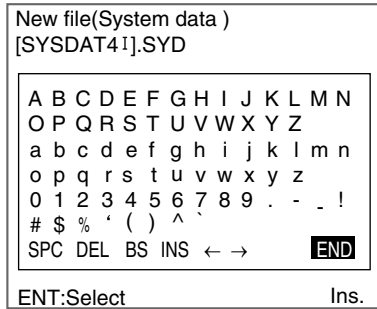 New file(System data )
[SYSDAT4I].SYD
A B C D E F G H I J K L M N
O P Q R S T U V W X Y Z
a b c d e f g h i j k l m n
o p q r s t u v w x y z
0 1 2 3 4 5 6 7 8 9 . - _ !
# $ % ‘ ( ) ^ `
SPC DEL BS INS ← → END
ENT:Select Ins.